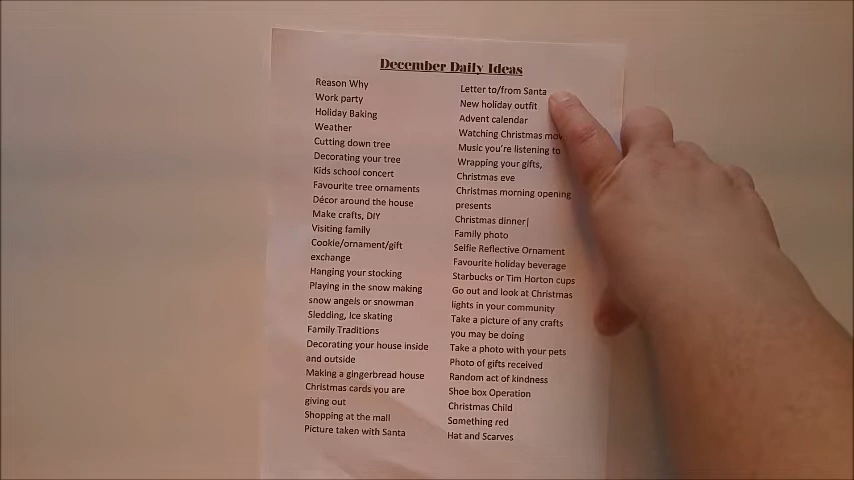 December Daily Ideas
Reason Why
Work party
Holiday Baking
Weather
Cutting down tree
Decorating your tree
Kids school concert
Favourite tree ornaments
Décor around the house
Make crafts, DIY
Visiting family
Cookie/ornament/gift
exchange
Hanging your stocking
Playing in the snow making
snow angels or snowman
Sledding, Ice skating
Family Traditions
Decorating your house inside
and outside
Making a gingerbread house
Christmas cards you are
giving out
Shopping at the mall
Picture taken with Santa
Letter to/from Santa
New holiday outfit
Advent calendar
Watching Christmas
Music you're listening to
Wrapping your gifts,
Christmas eve
Christmas morning opening
presents
Christmas dinner|
Family photo
Selfie Reflective Ornament
Favourite holiday beverage
Starbucks or Tim Horton cups
Go out and look at Christmas
lights in your community
Take a picture of any crafts
you may be doing
Take a photo with your pets
Photo of gifts received
Random act of kindness
Shoe box Operation
Christmas Child
Something red
Hat and Scarves